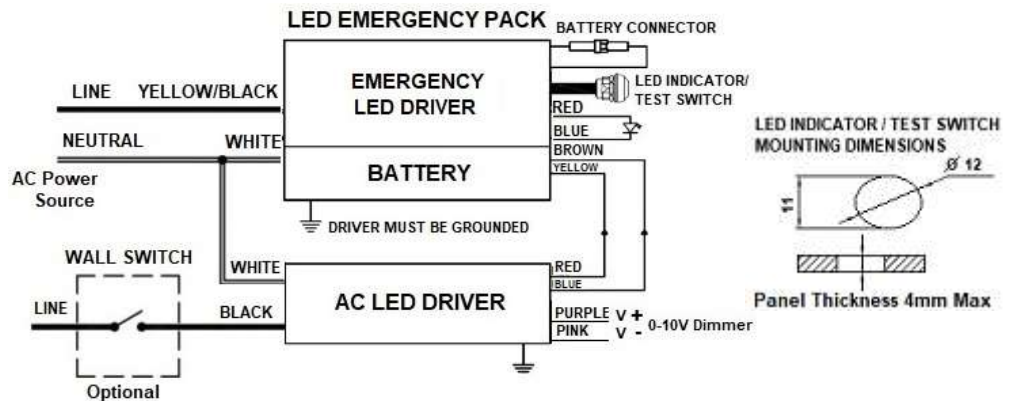 LED EMERGENCY PACK
BATTERY CONNECTOR
EMERGENCY
LED DRIVER
LED INDICATOR/
TEST SWITCH
LINE YELLOW/BLACK
RED
BLUE
NEUTRAL WHITE
BROWN
YELLOW
BATTERY
AC Power
Source
DRIVER MUST BE GROUNDED
WALL SWITCH
WHITE
RED
BLUE
AC LED DRIVER
LINE
BLACK
PURPLE V +
PINK V -
0-10V Dimmer
Optional
LED INDICATOR / TEST SWITCH
MOUNTING DIMENSIONS
Ø 12
11
Panel Thickness 4mm Max